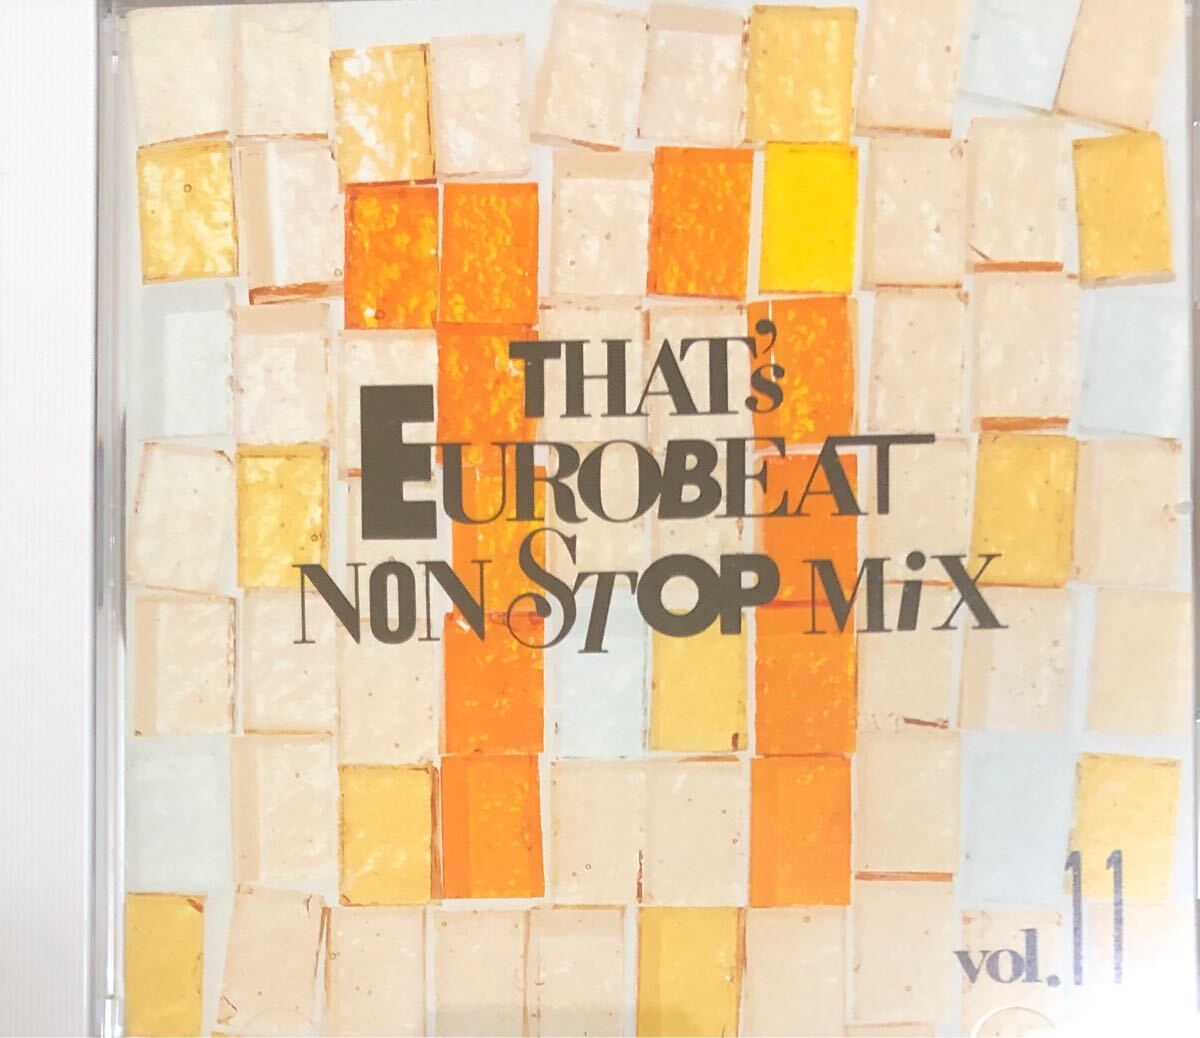 THAT's
EUROBEAT
NON STOP MiX
vol. 11